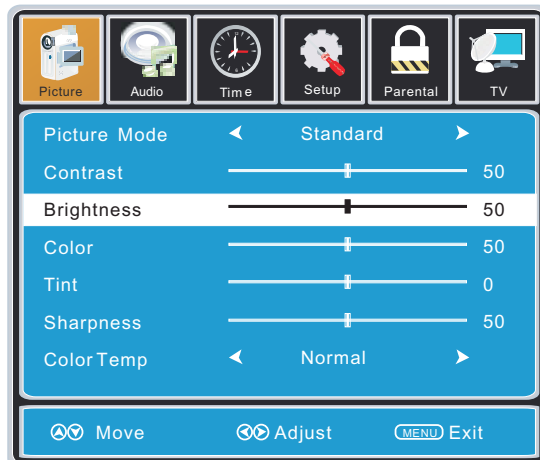 Picture Audio Time Setup Parental TV
Picture Mode Standard
Contrast 50
Brightness 50
Color 50
Tint 0
Sharpness 50
Color Temp Normal
Move Adjust MENU Exit